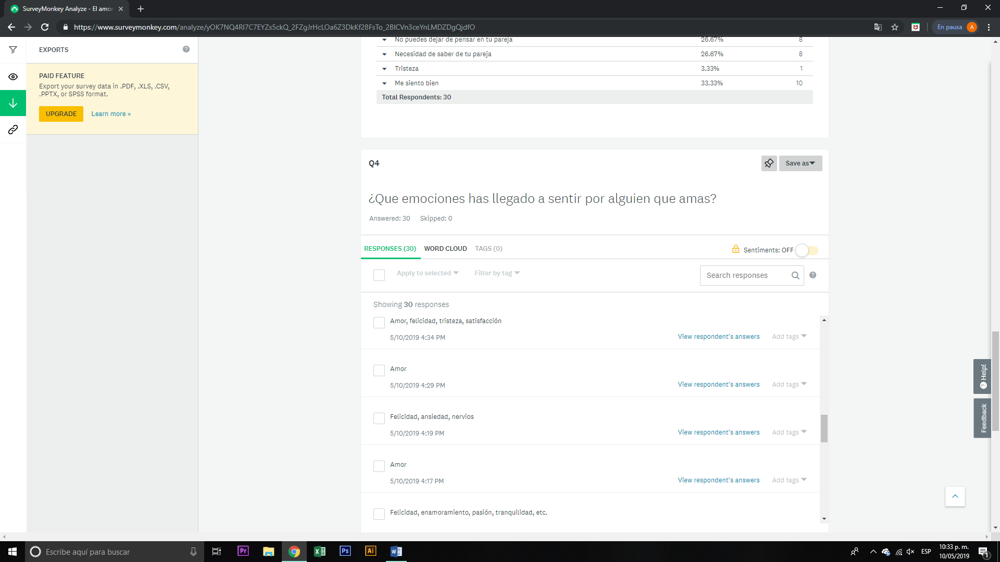 SurveyMonkey Analyze - El amor
https://www.surveymonkey.com/analyze/yOK7NQ4RI7C7EYZs5ckQ_2FZgJrHcLOa6Z3DkKf28FsTo_2BICVn3ceYnLMDZDgQjdfO
En pausa A
EXPORTS
PAID FEATURE
Export your survey data in .PDF, .XLS, .CSV,
.PPTX, or SPSS format.
UPGRADE Learn more »
No puedes dejar de pensar en tu pareja 26.67% 8
Necesidad de saber de tu pareja 26.67% 8
Tristeza 3.33% 1
Me siento bien 33.33% 10
Total Respondents: 30
Q4
Save as
¿Que emociones has llegado a sentir por alguien que amas?
Answered: 30 Skipped: 0
RESPONSES (30) WORD CLOUD TAGS (0)
Sentiments: OFF
Apply to selected Filter by tag
Search responses
Showing 30 responses
Amor, felicidad, tristeza, satisfacción
5/10/2019 4:34 PM View respondent's answers Add tags
Amor
5/10/2019 4:29 PM View respondent's answers Add tags
Felicidad, ansiedad, nervios
5/10/2019 4:19 PM View respondent's answers Add tags
Amor
5/10/2019 4:17 PM View respondent's answers Add tags
Felicidad, enamoramiento, pasión, tranquilidad, etc.
Help!
Feedback
Escribe aquí para buscar
Pr
Ps
Ai
ESP
10:33 p. m.
10/05/2019
1